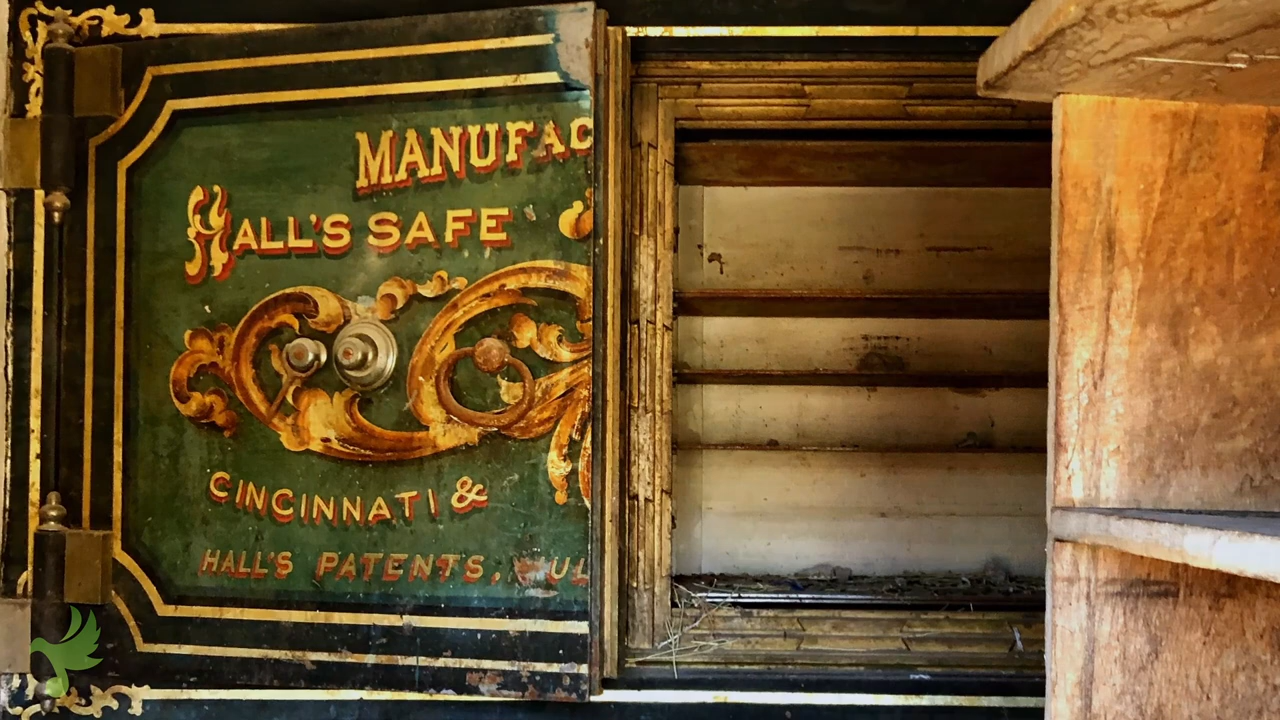 MANUFAC
HALL'S SAFE
CINCINNATI &
HALL'S PATENTS,